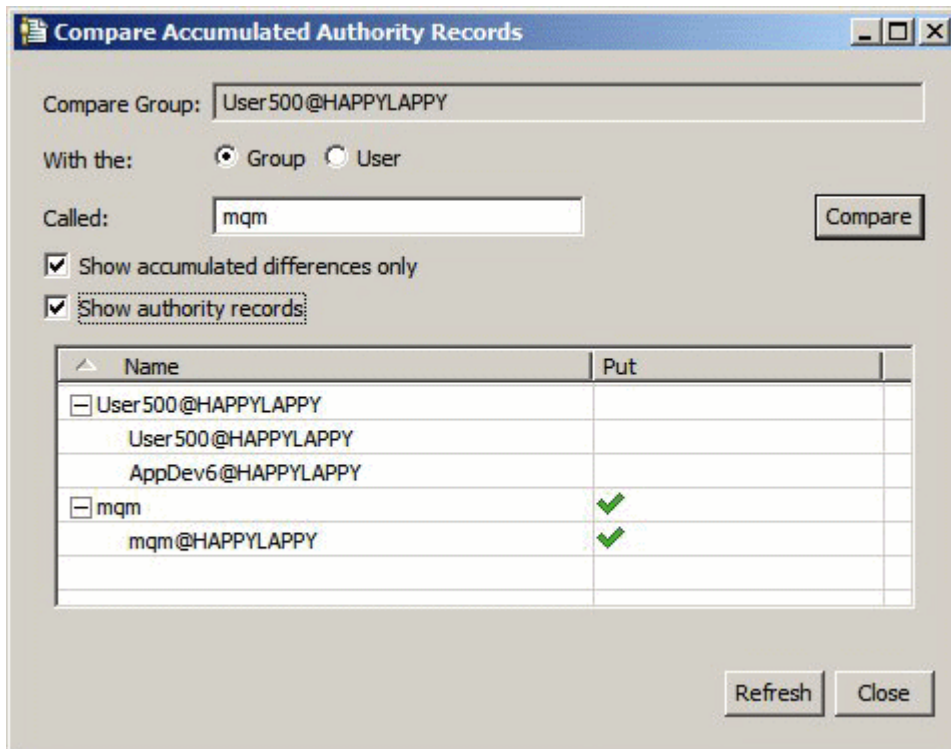 Compare Accumulated Authority Records
Compare Group: User500@HAPPYLAPPY
With the: Group User
Called: mqm Compare
Show accumulated differences only
Show authority records
Name Put
User500@HAPPYLAPPY
User500@HAPPYLAPPY
AppDev6@HAPPYLAPPY
mqm
mqm@HAPPYLAPPY
Refresh Close